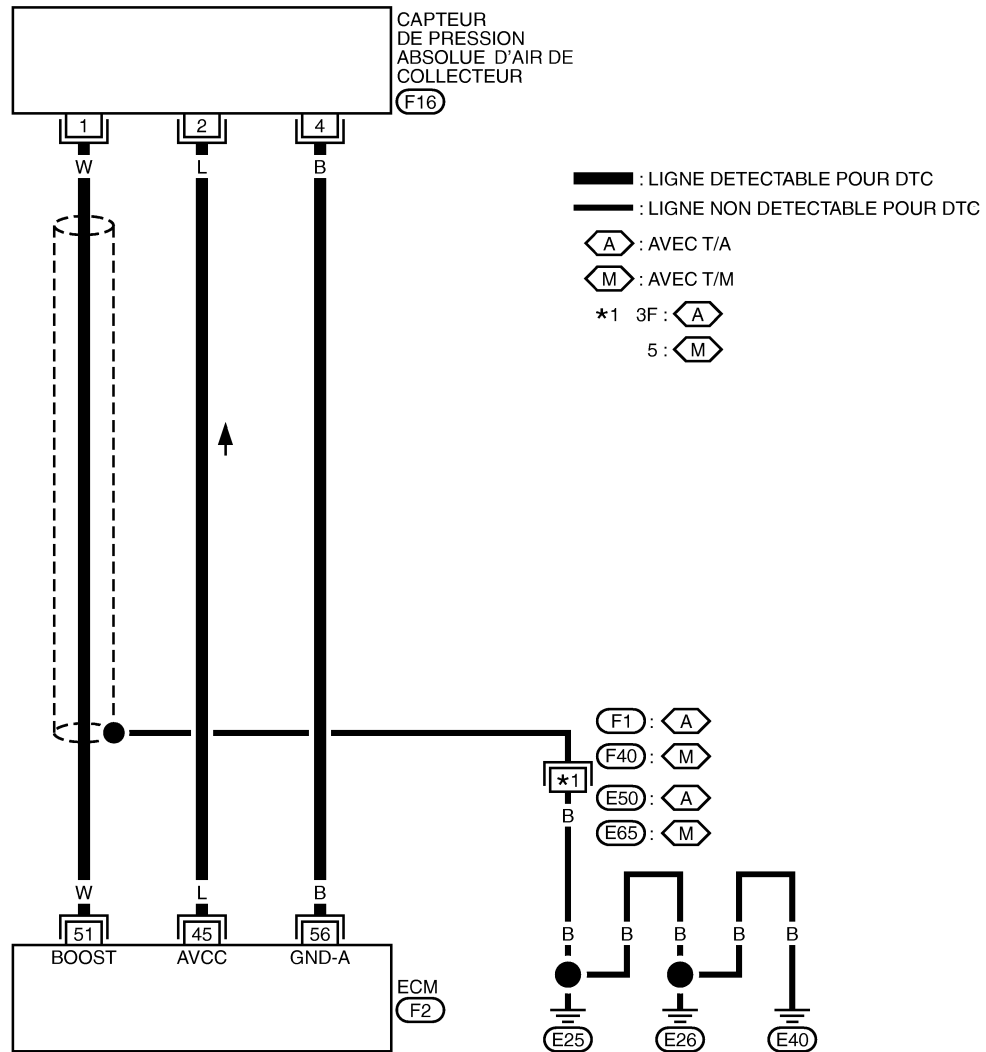 CAPTEUR
DE PRESSION
ABSOLUE D'AIR DE
COLLECTEUR
F16
1 2 4
W L B
: LIGNE DETECTABLE POUR DTC
: LIGNE NON DETECTABLE POUR DTC
A : AVEC T/A
M : AVEC T/M
*1 3F : A
5 : M
F1 : A
F40 : M
*1
E50 : A
B
E65 : M
W L B
51 45 56
B B B B B
BOOST AVCC GND-A
ECM
F2
E25 E26 E40